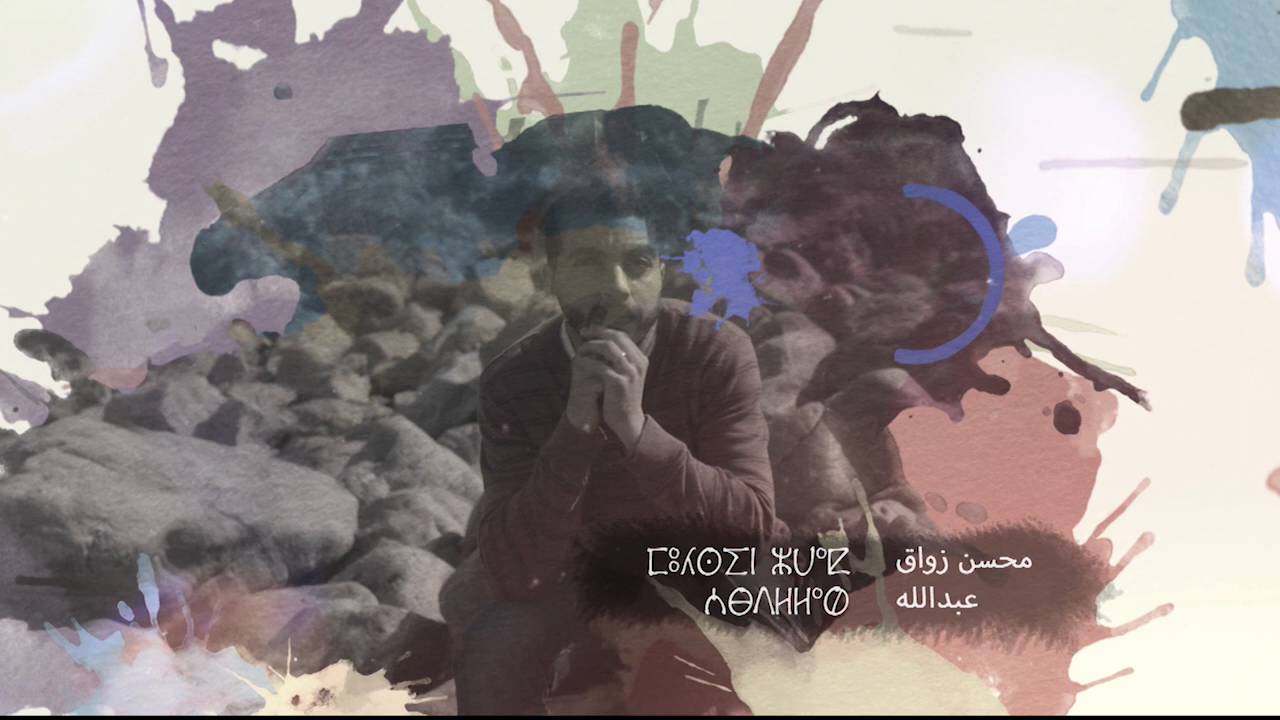 محسن زواق
عبدالله
ⵎⵓⵃⵙⵉⵏ ⵣⵡⴰⵇ
ⵄⴱⴷⵍⵍⴰⵀ